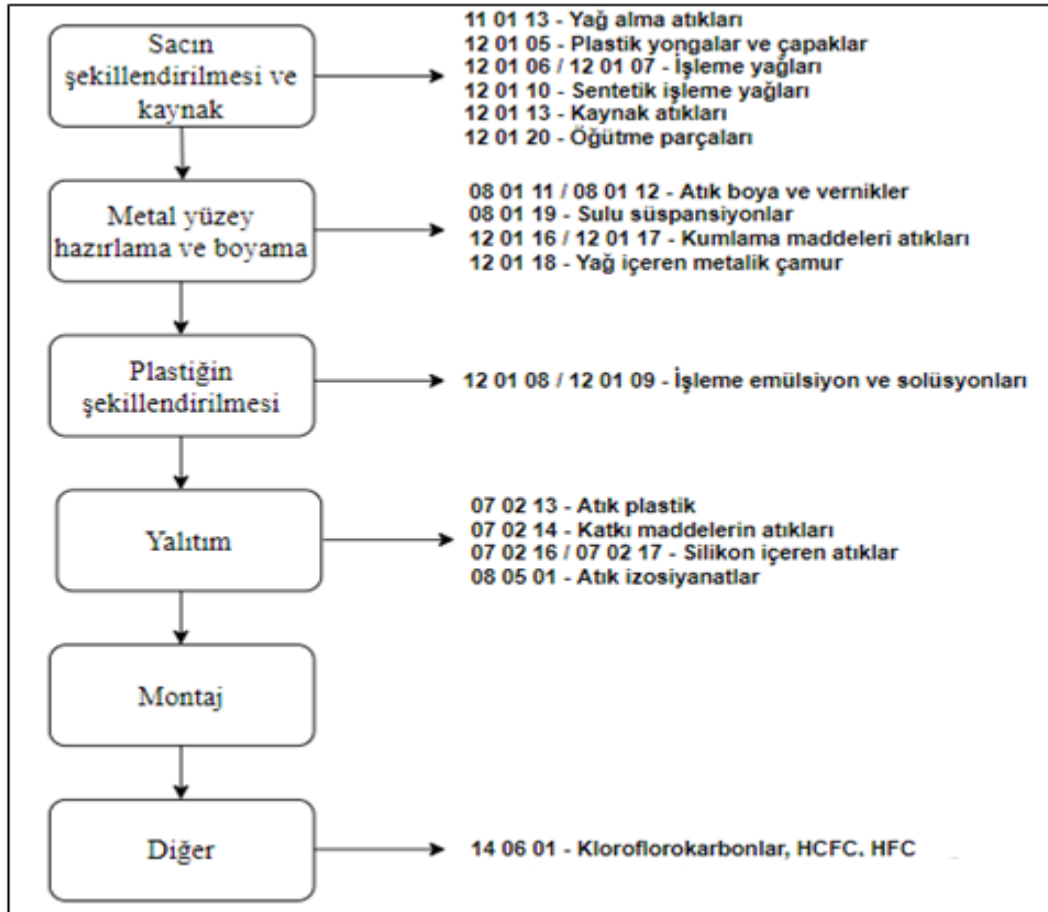 Sacın
şekillendirilmesi ve
kaynak
11 01 13 - Yağ alma atıkları
12 01 05 - Plastik yongalar ve çapaklar
12 01 06 / 12 01 07 - İşleme yağları
12 01 10 - Sentetik işleme yağları
12 01 13 - Kaynak atıkları
12 01 20 - Öğütme parçaları
Metal yüzey
hazırlama ve boyama
08 01 11 / 08 01 12 - Atık boya ve vernikler
08 01 19 - Sulu süspansiyonlar
12 01 16 / 12 01 17 - Kumlama maddeleri atıkları
12 01 18 - Yağ içeren metalik çamur
Plastiğin
şekillendirilmesi
12 01 08 / 12 01 09 - İşleme emülsiyon ve solüsyonları
Yalıtım
07 02 13 - Atık plastik
07 02 14 - Katkı maddelerin atıkları
07 02 16 / 07 02 17 - Silikon içeren atıklar
08 05 01 - Atık izosiyanatlar
Montaj
Diğer
14 06 01 - Kloroflorokarbonlar, HCFC. HFC